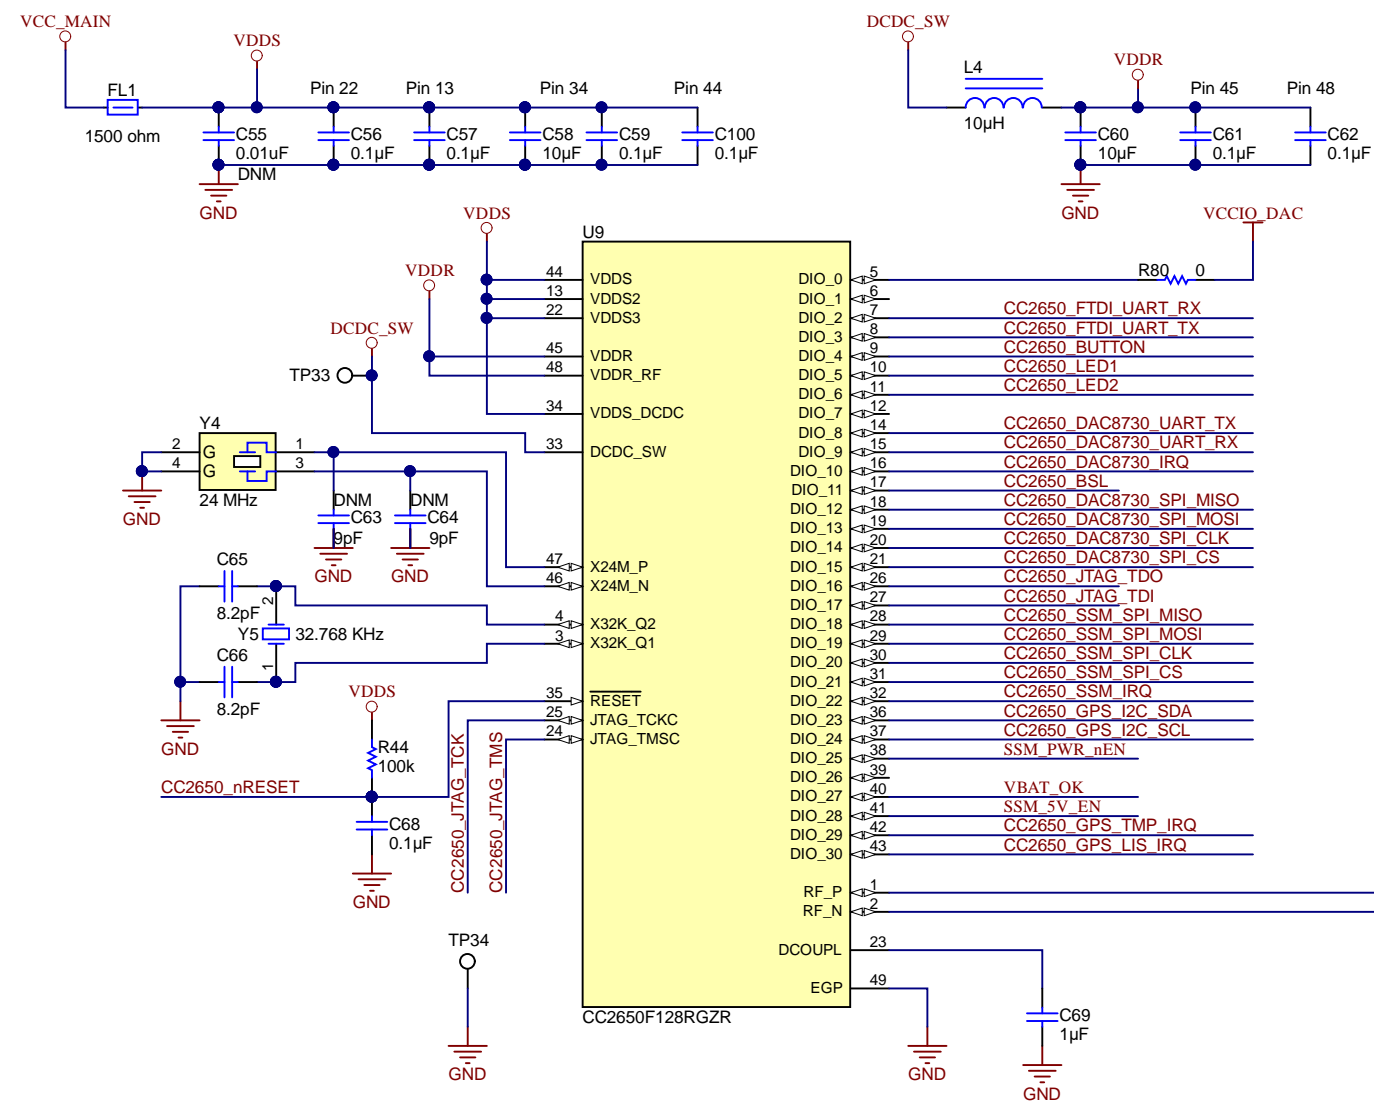 VCC_MAIN
VDDS
FL1
1500 ohm
Pin 22
Pin 13
Pin 34
Pin 44
C55
0.01uF
DNM
C56
0.1µF
C57
0.1µF
C58
10µF
C59
0.1µF
C100
0.1µF
GND
DCDC_SW
L4
10µH
VDDR
Pin 45
Pin 48
C60
10µF
C61
0.1µF
C62
0.1µF
GND
VDDS
VDDR
DCDC_SW
TP33
U9
44 VDDS
13 VDDS2
22 VDDS3
45 VDDR
48 VDDR_RF
34 VDDS_DCDC
33 DCDC_SW
47 X24M_P
46 X24M_N
4 X32K_Q2
3 X32K_Q1
35 RESET
25 JTAG_TCKC
24 JTAG_TMSC
Y4
2 G 1
4 G 3
24 MHz
GND
DNM
C63
9pF
GND
DNM
C64
9pF
GND
C65
8.2pF
2
Y5 32.768 KHz
1
C66
8.2pF
GND
VDDS
R44
100k
CC2650_nRESET
C68
0.1µF
GND
CC2650_JTAG_TCK
CC2650_JTAG_TMS
TP34
GND
VCCIO_DAC
R80 0
DIO_0 5
DIO_1 6
DIO_2 7 CC2650_FTDI_UART_RX
DIO_3 8 CC2650_FTDI_UART_TX
DIO_4 9 CC2650_BUTTON
DIO_5 10 CC2650_LED1
DIO_6 11 CC2650_LED2
DIO_7 12
DIO_8 14 CC2650_DAC8730_UART_TX
DIO_9 15 CC2650_DAC8730_UART_RX
DIO_10 16 CC2650_DAC8730_IRQ
DIO_11 17 CC2650_BSL
DIO_12 18 CC2650_DAC8730_SPI_MISO
DIO_13 19 CC2650_DAC8730_SPI_MOSI
DIO_14 20 CC2650_DAC8730_SPI_CLK
DIO_15 21 CC2650_DAC8730_SPI_CS
DIO_16 26 CC2650_JTAG_TDO
DIO_17 27 CC2650_JTAG_TDI
DIO_18 28 CC2650_SSM_SPI_MISO
DIO_19 29 CC2650_SSM_SPI_MOSI
DIO_20 30 CC2650_SSM_SPI_CLK
DIO_21 31 CC2650_SSM_SPI_CS
DIO_22 32 CC2650_SSM_IRQ
DIO_23 36 CC2650_GPS_I2C_SDA
DIO_24 37 CC2650_GPS_I2C_SCL
DIO_25 38 SSM_PWR_nEN
DIO_26 39
DIO_27 40 VBAT_OK
DIO_28 41 SSM_5V_EN
DIO_29 42 CC2650_GPS_TMP_IRQ
DIO_30 43 CC2650_GPS_LIS_IRQ
RF_P 1
RF_N 2
DCOUPL 23
EGP 49
CC2650F128RGZR
GND
C69
1µF
GND